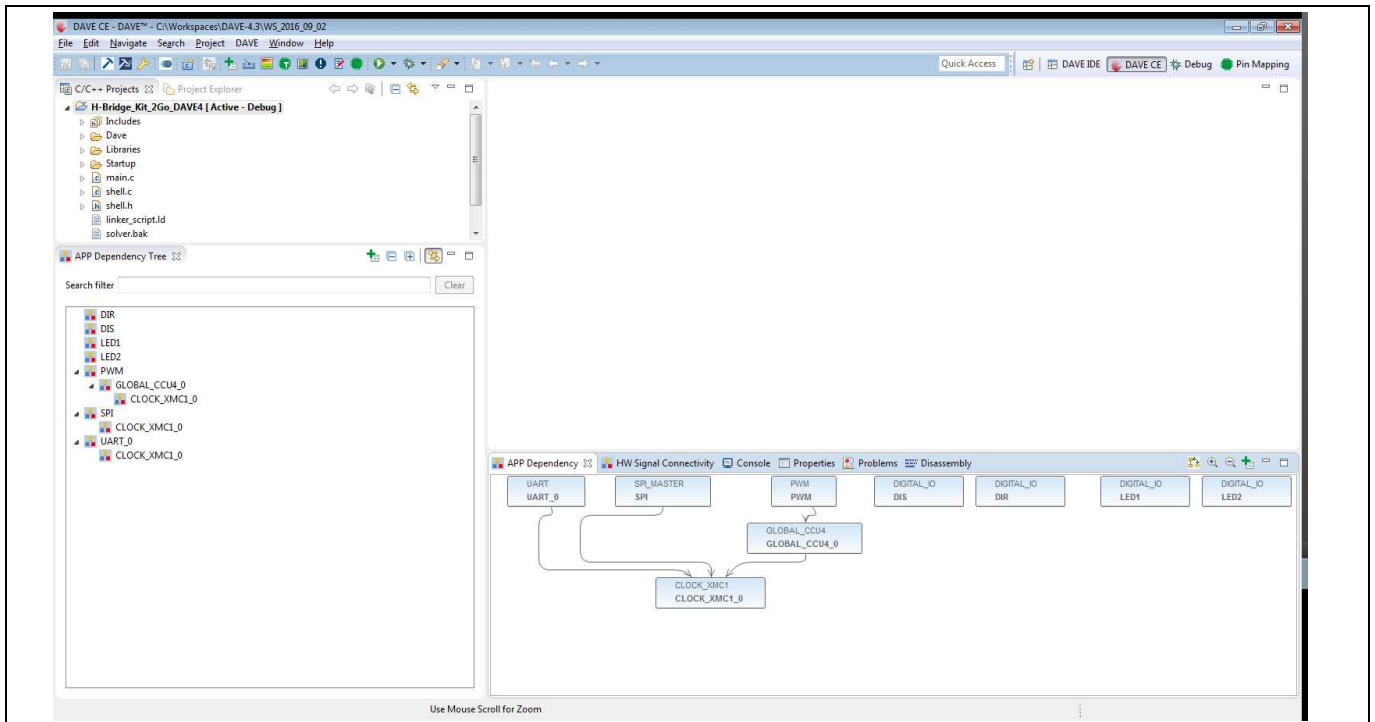 DAVE CE - DAVE™ - C:\Workspaces\DAVE-4.3\WS_2016_09_02
File Edit Navigate Search Project DAVE Window Help
Quick Access DAVE IDE DAVE CE Debug Pin Mapping
C/C++ Projects Project Explorer
H-Bridge_Kit_2Go_DAVE4 [ Active - Debug ]
Includes
Dave
Libraries
Startup
main.c
shell.c
shell.h
linker_script.ld
solver.bak
APP Dependency Tree
Search filter Clear
DIR
DIS
LED1
LED2
PWM
GLOBAL_CCU4_0
CLOCK_XMC1_0
SPI
CLOCK_XMC1_0
UART_0
CLOCK_XMC1_0
APP Dependency HW Signal Connectivity Console Properties Problems Disassembly
UART SPI_MASTER PWM DIGITAL_IO DIGITAL_IO DIGITAL_IO DIGITAL_IO
UART_0 SPI PWM DIS DIR LED1 LED2
GLOBAL_CCU4
GLOBAL_CCU4_0
CLOCK_XMC1
CLOCK_XMC1_0
Use Mouse Scroll for Zoom